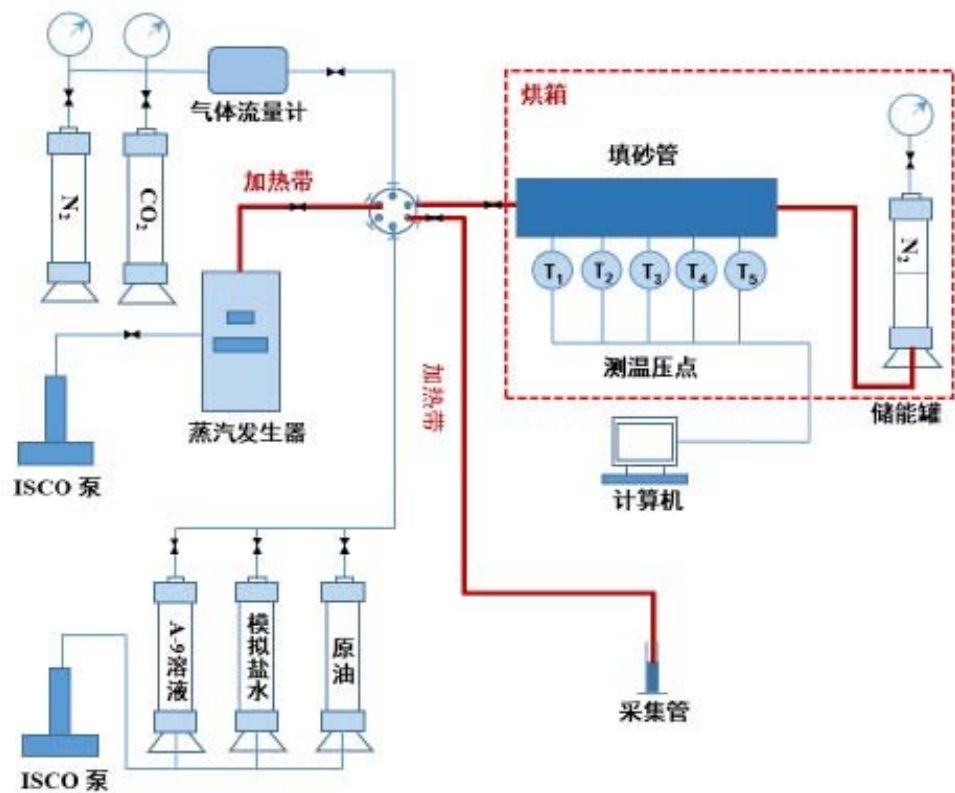 气体流量计
N2
CO2
加热带
烘箱
填砂管
N2
T1
T2
T3
T4
T5
测温压点
储能罐
蒸汽发生器
ISCO 泵
加热带
计算机
A-9溶液
模拟盐水
原油
采集管
ISCO 泵